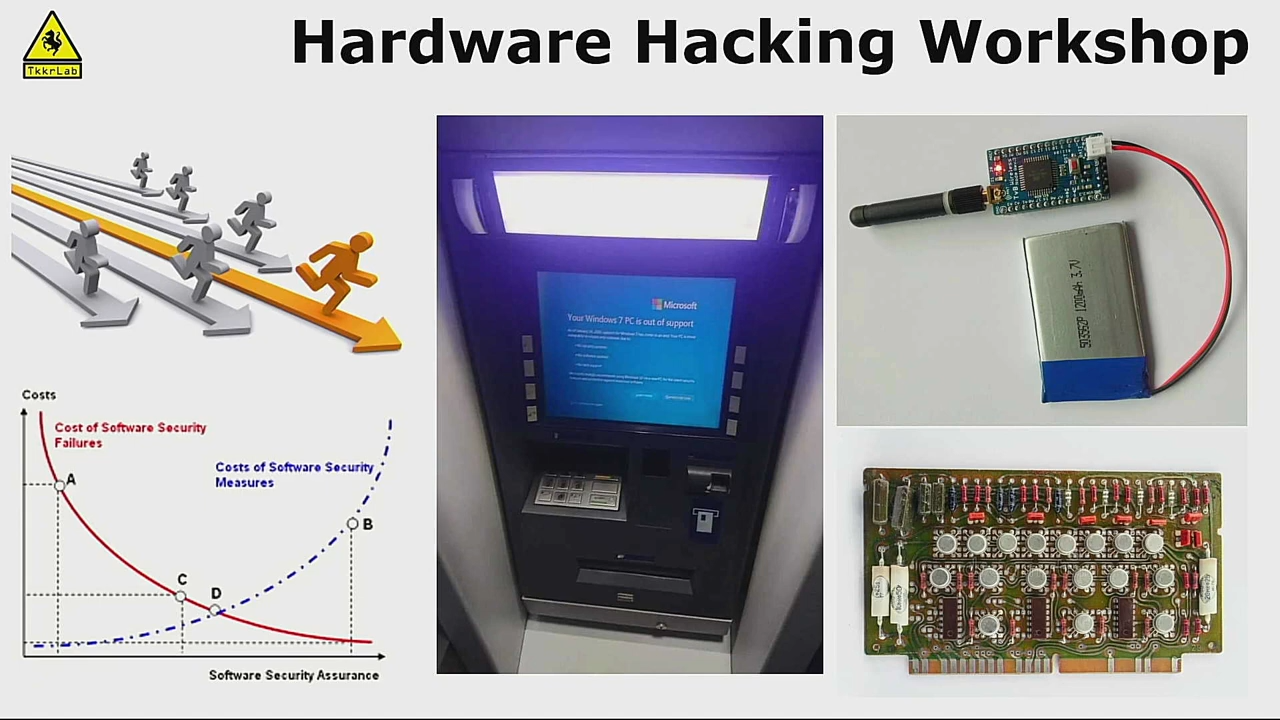 TkkrLab
Hardware Hacking Workshop
Costs
Cost of Software Security
Failures
Costs of Software Security
Measures
A
B
C
D
Software Security Assurance
Microsoft
Your Windows 7 PC is out of support
503562P 1200mAh 3.7V